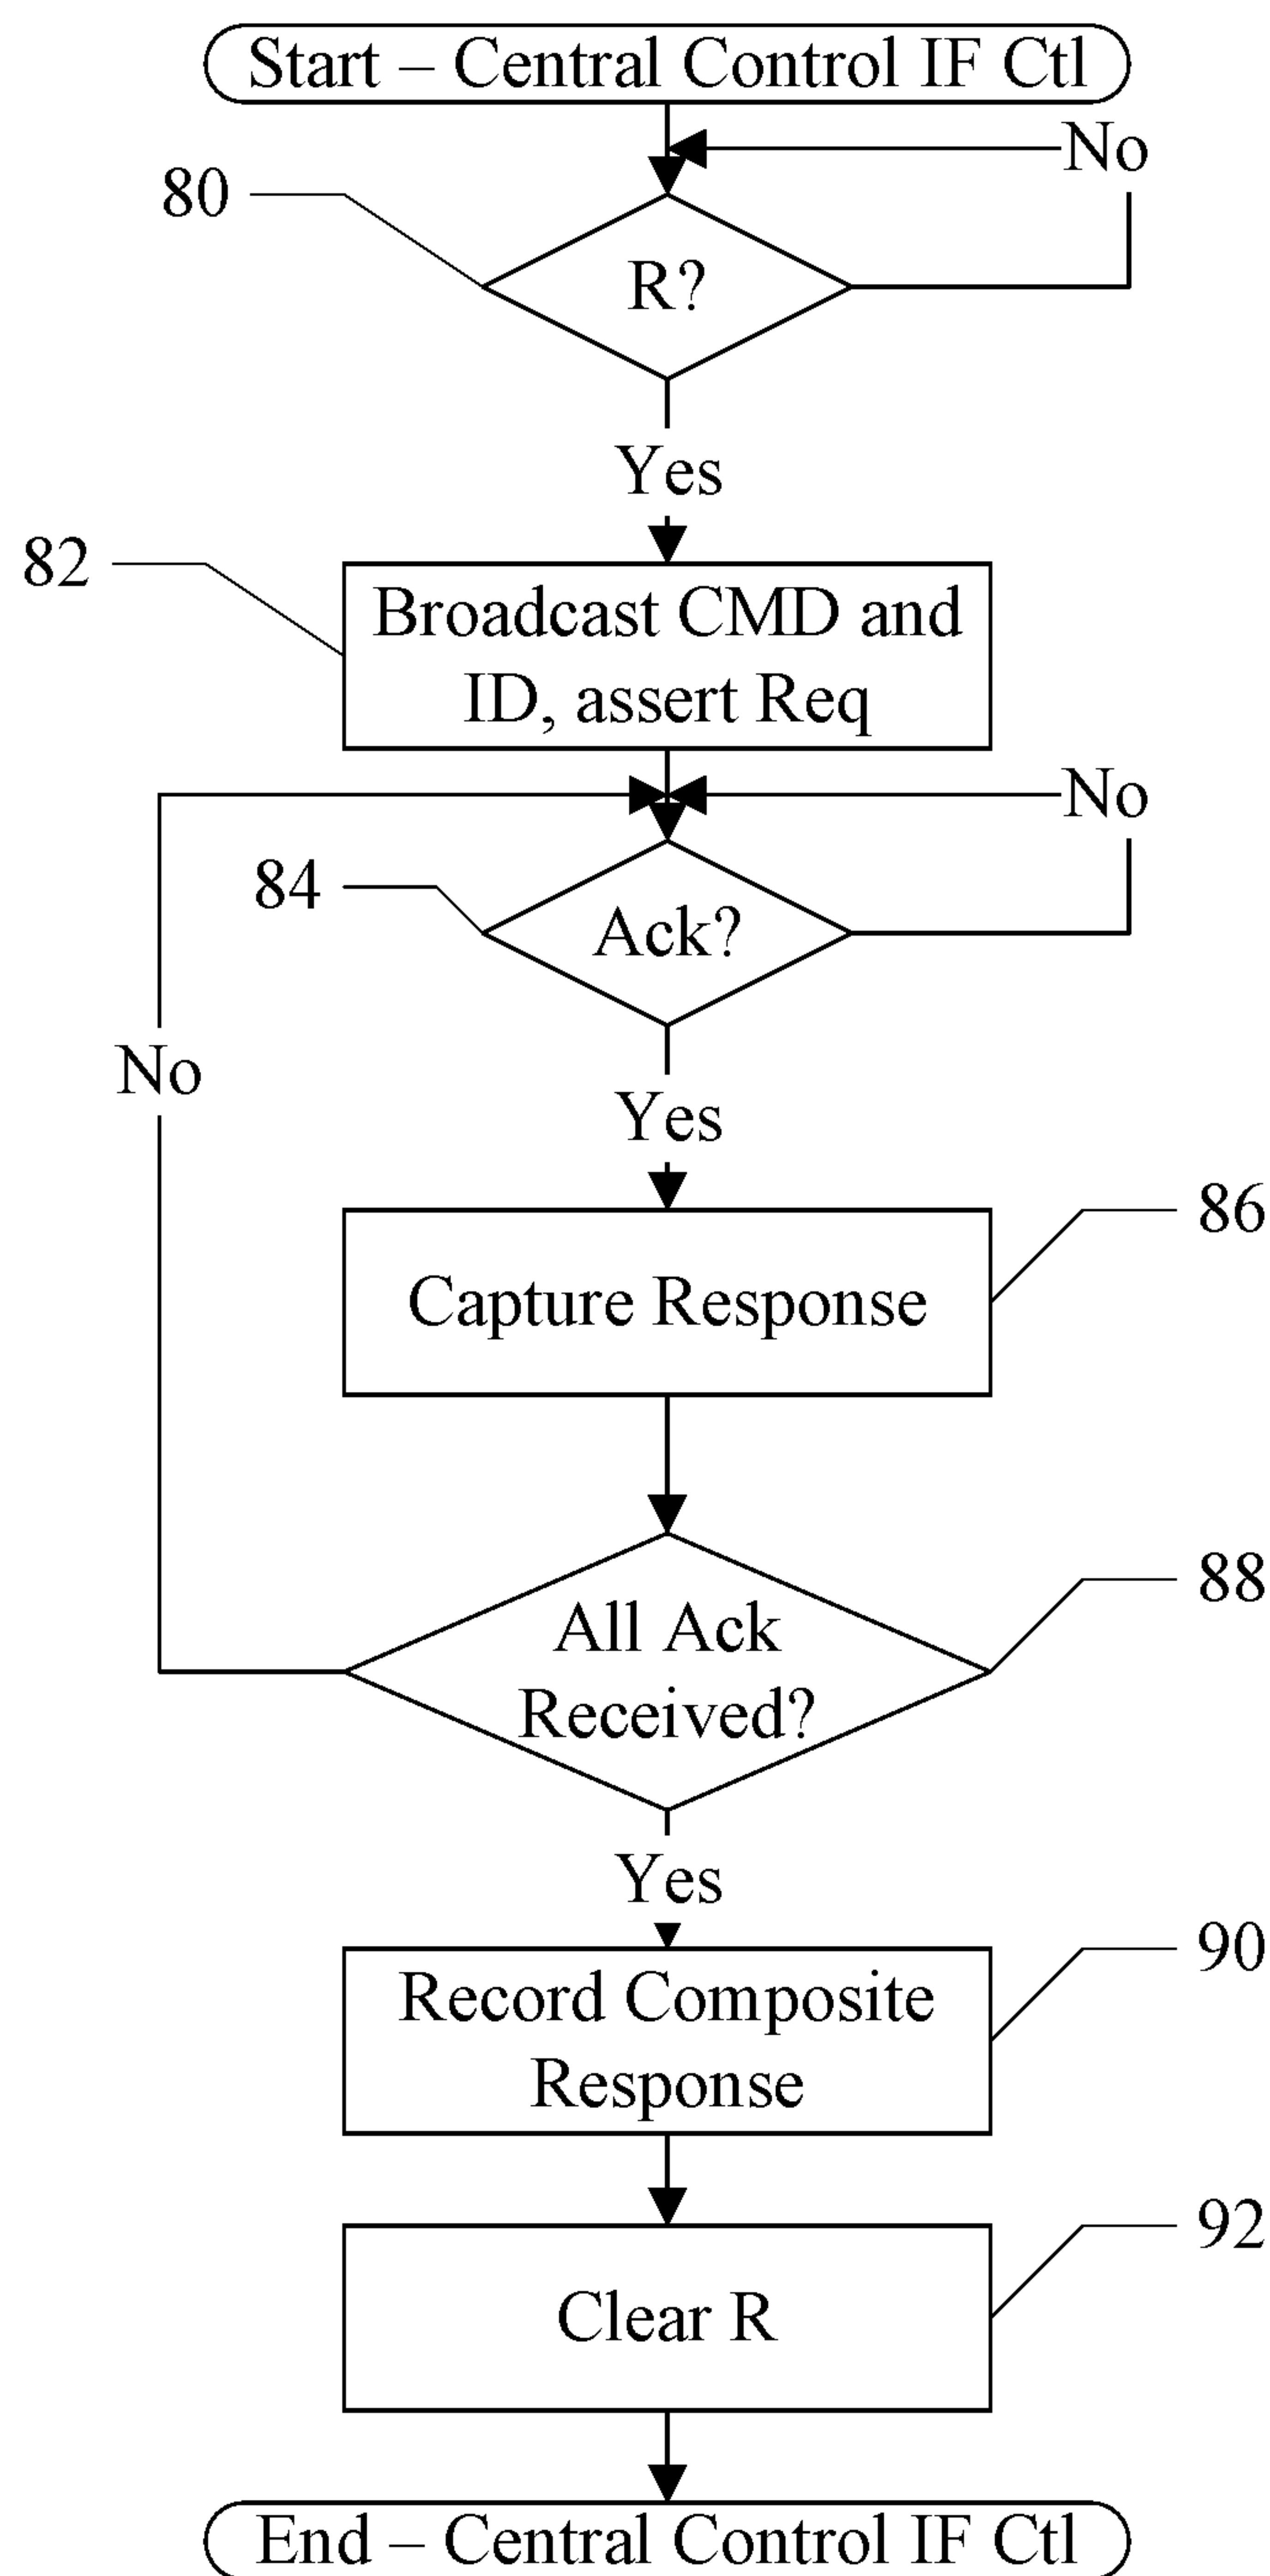 Start – Central Control IF Ctl
No
80
R?
Yes
82
Broadcast CMD and
ID, assert Req
No
84
Ack?
No
Yes
86
Capture Response
88
All Ack
Received?
Yes
90
Record Composite
Response
92
Clear R
End – Central Control IF Ctl